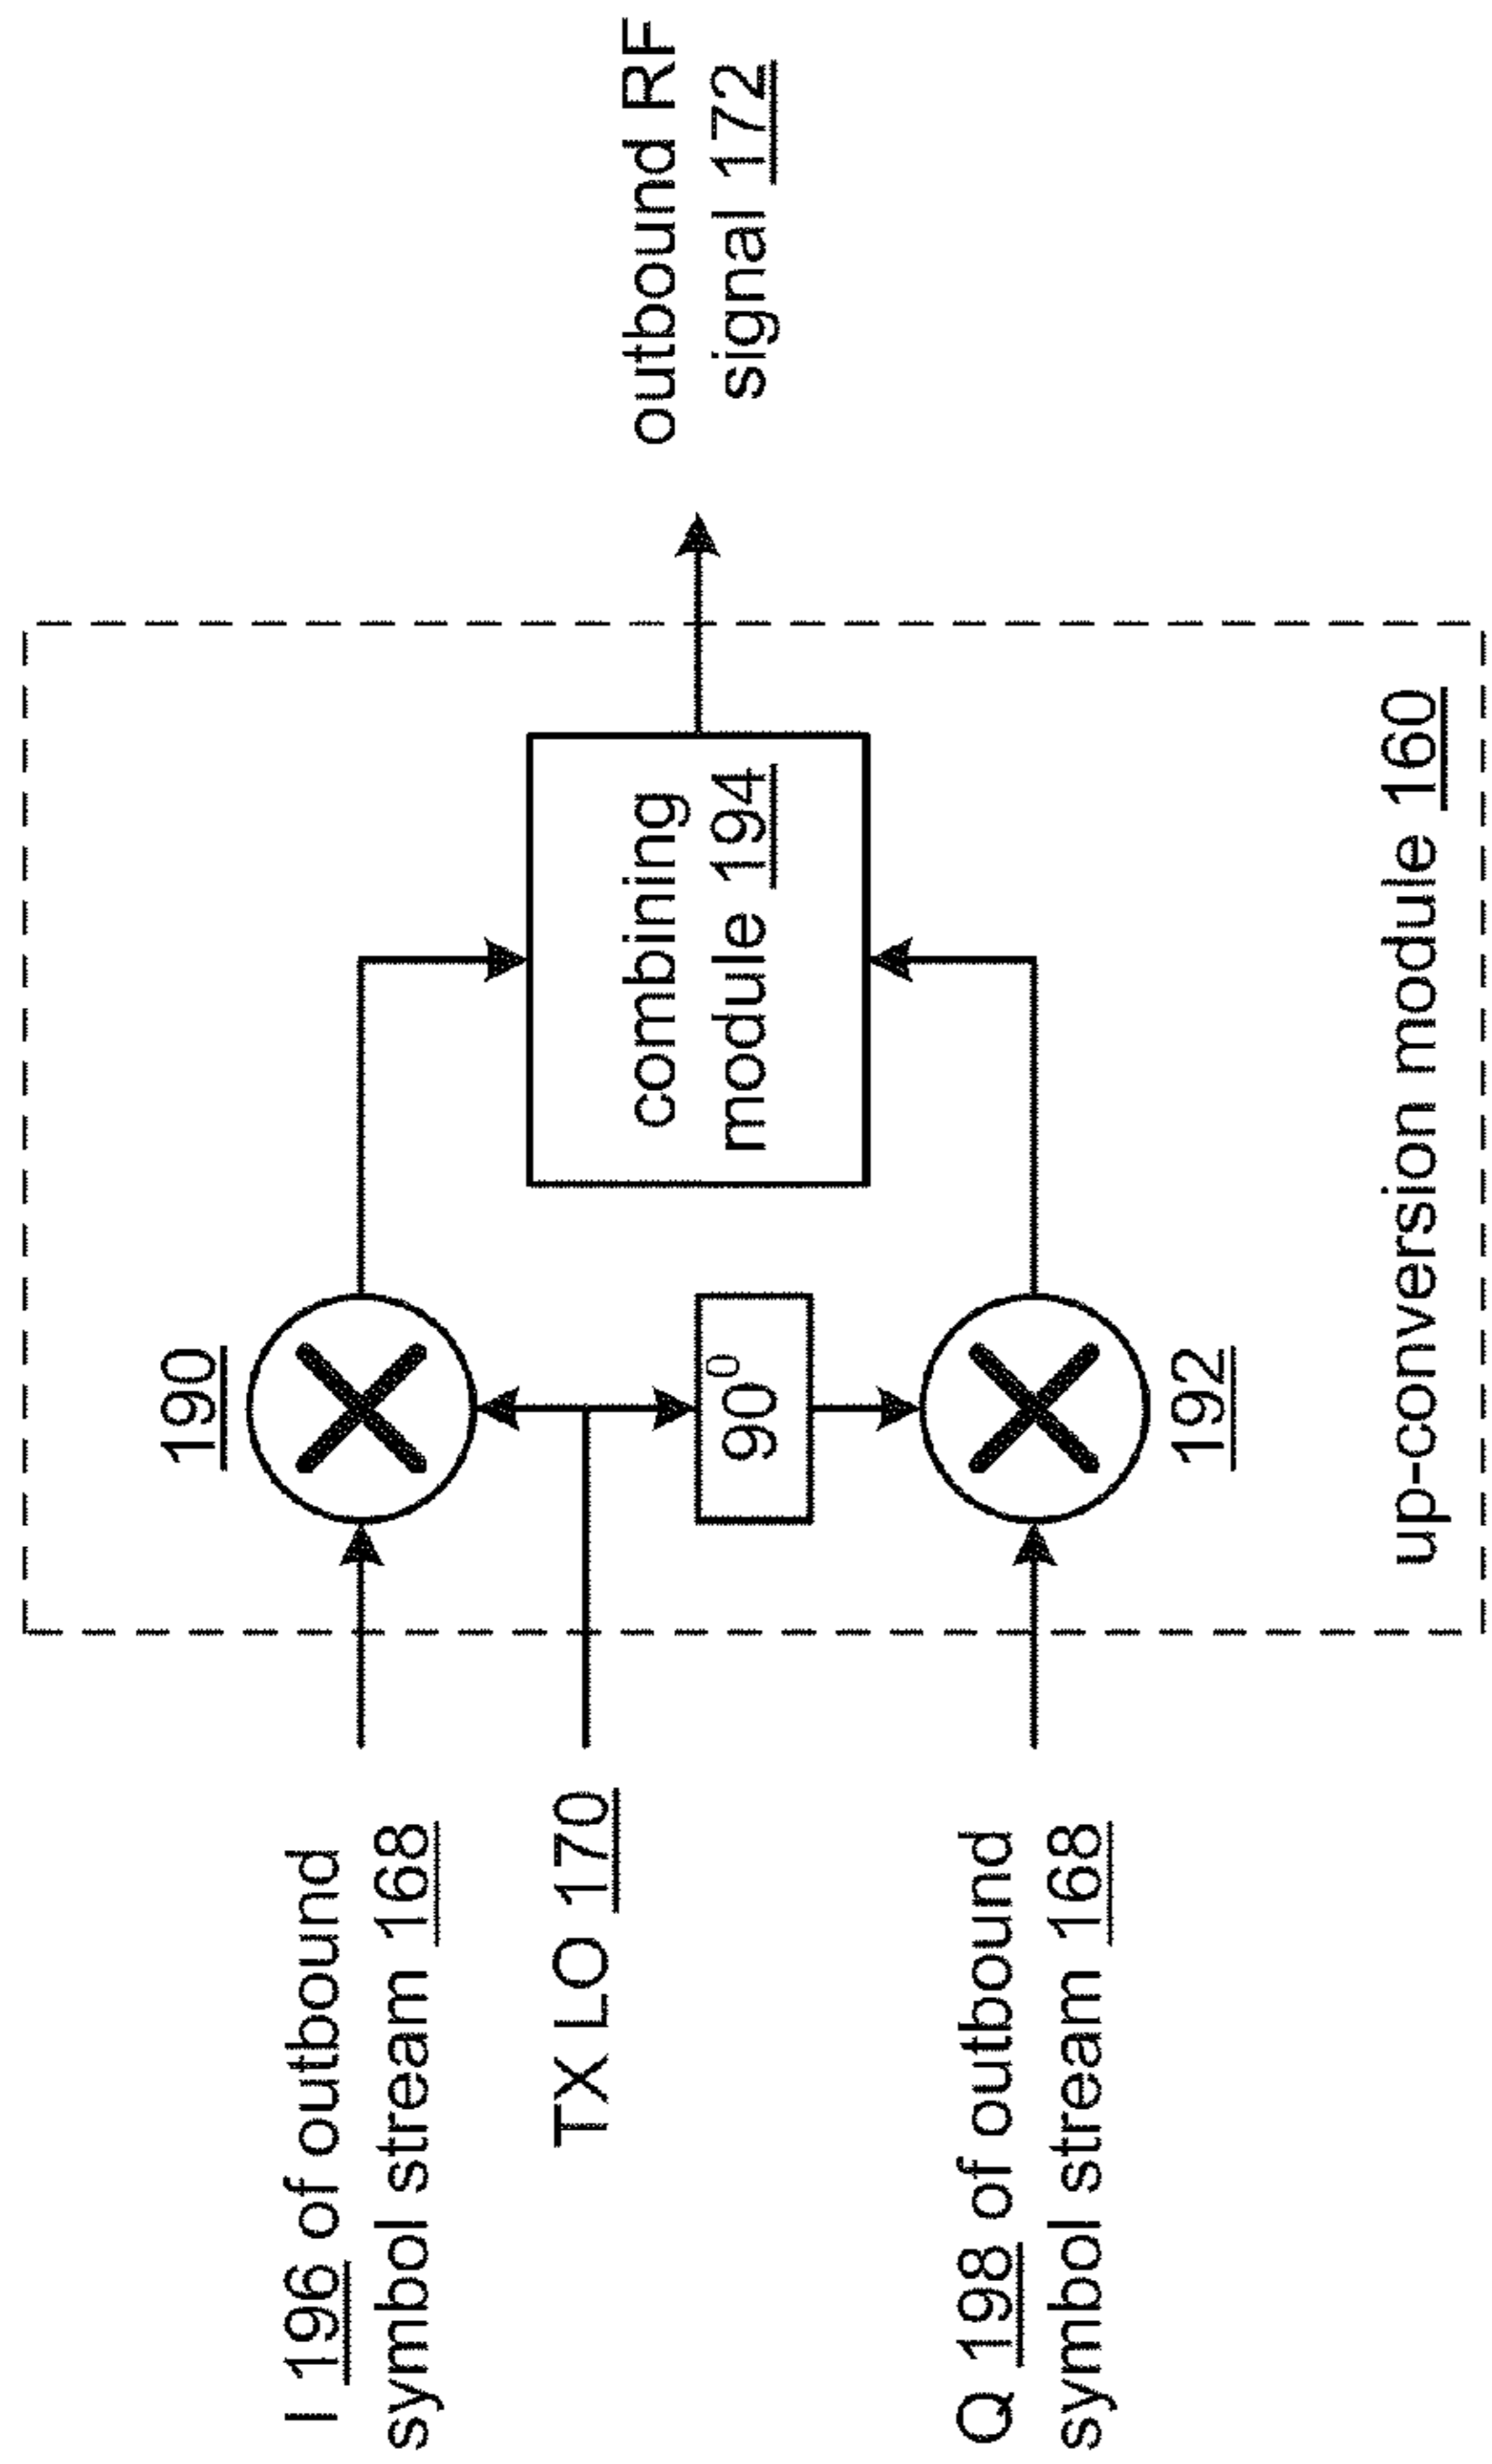 I 196 of outbound
symbol stream 168
TX LO 170
Q 198 of outbound
symbol stream 168
190
90⁰
192
combining
module 194
up-conversion module 160
outbound RF
signal 172